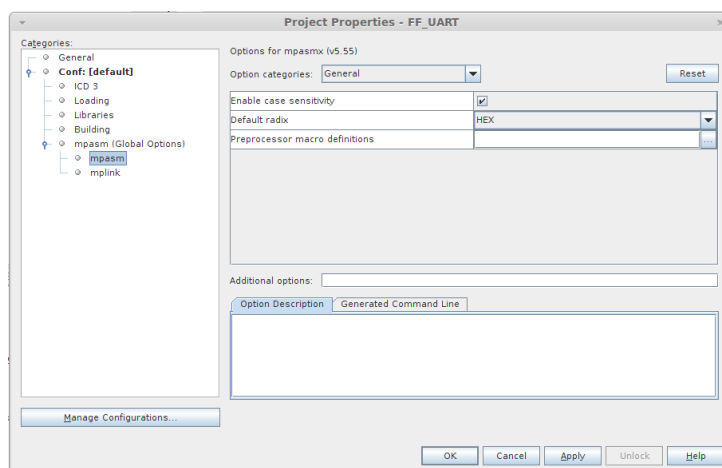 Project Properties - FF_UART
Categories:
General
Conf: [default]
ICD 3
Loading
Libraries
Building
mpasm (Global Options)
mpasm
mplink
Manage Configurations...
Options for mpasmx (v5.55)
Option categories: General Reset
Enable case sensitivity
Default radix HEX
Preprocessor macro definitions ...
Additional options:
Option Description Generated Command Line
OK Cancel Apply Unlock Help